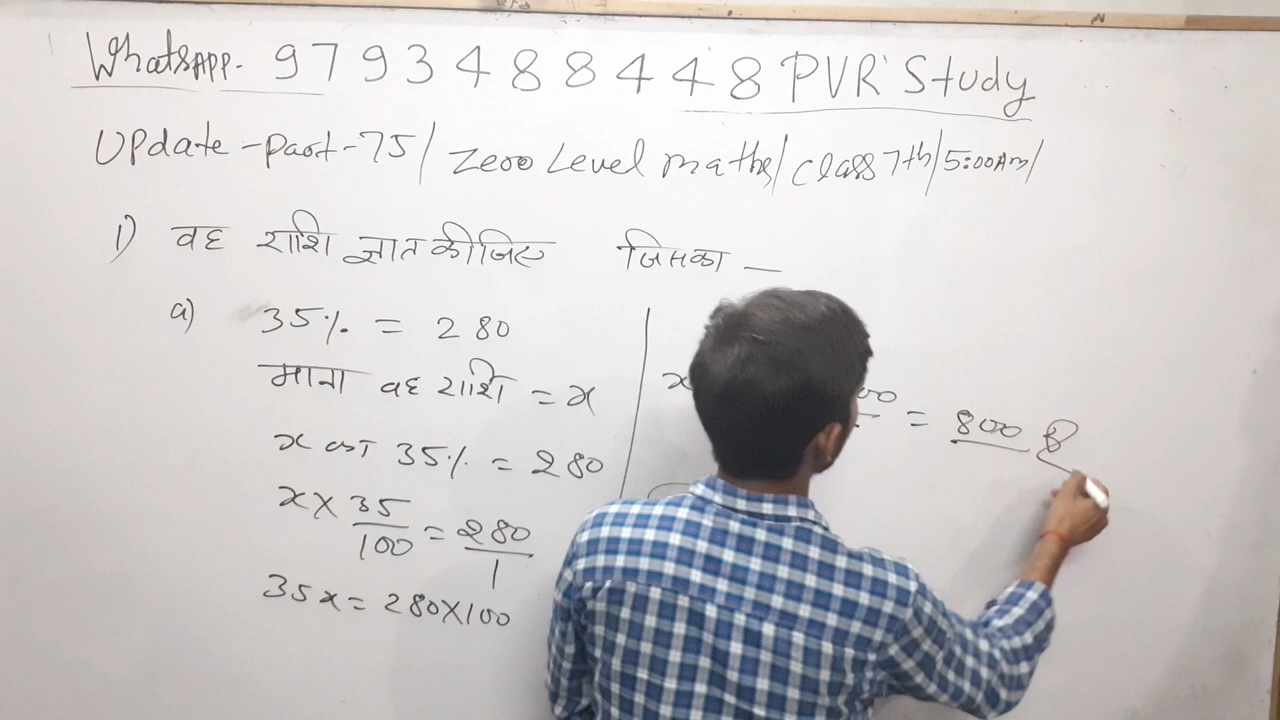 WhatsAPP. 9793488448 PVR Study
Update-Part-75/ Zero Level maths/ Class 7th/5:00Am/
1) वह राशि ज्ञात कीजिए जिसका —
a) 35% = 280
माना वह राशि = x
x का 35% = 280
x × 35/100 = 280/1
35x = 280×100
x
00 = 800